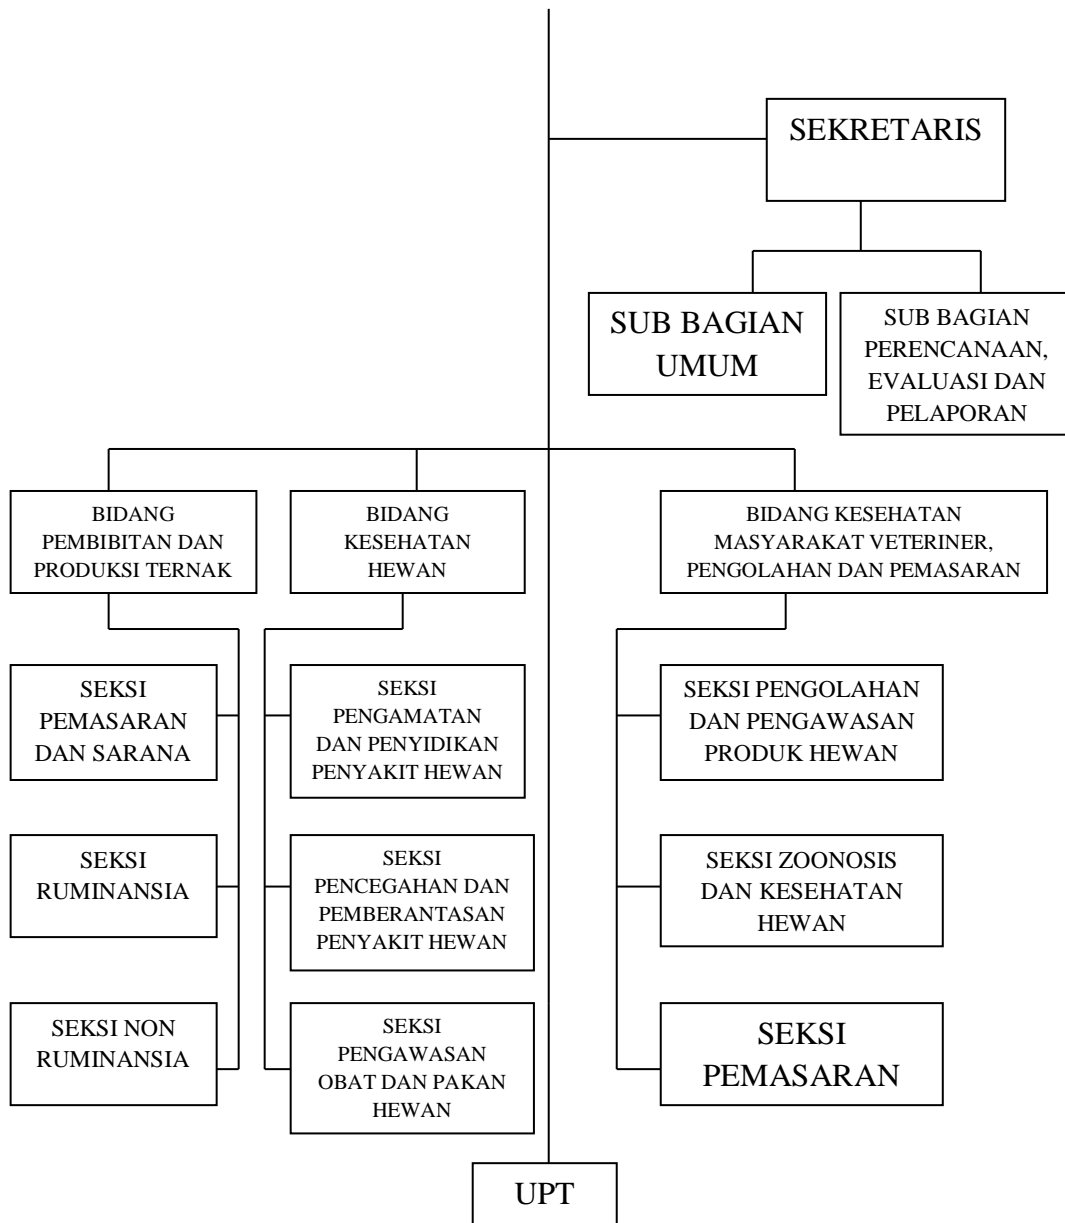 SEKRETARIS
SUB BAGIAN
UMUM
SUB BAGIAN
PERENCANAAN,
EVALUASI DAN
PELAPORAN
BIDANG
PEMBIBITAN DAN
PRODUKSI TERNAK
BIDANG
KESEHATAN
HEWAN
BIDANG KESEHATAN
MASYARAKAT VETERINER,
PENGOLAHAN DAN PEMASARAN
SEKSI
PEMASARAN
DAN SARANA
SEKSI
PENGAMATAN
DAN PENYIDIKAN
PENYAKIT HEWAN
SEKSI PENGOLAHAN
DAN PENGAWASAN
PRODUK HEWAN
SEKSI
RUMINANSIA
SEKSI
PENCEGAHAN DAN
PEMBERANTASAN
PENYAKIT HEWAN
SEKSI ZOONOSIS
DAN KESEHATAN
HEWAN
SEKSI NON
RUMINANSIA
SEKSI
PENGAWASAN
OBAT DAN PAKAN
HEWAN
SEKSI
PEMASARAN
UPT